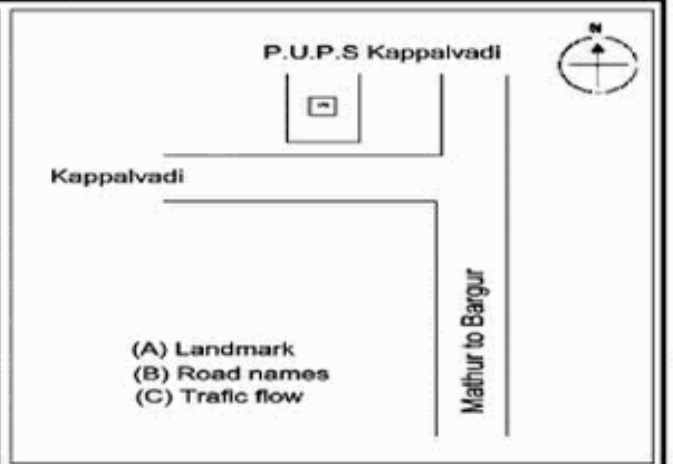 N
P.U.P.S Kappalvadi
Kappalvadi
Mathur to Bargur
(A) Landmark
(B) Road names
(C) Trafic flow